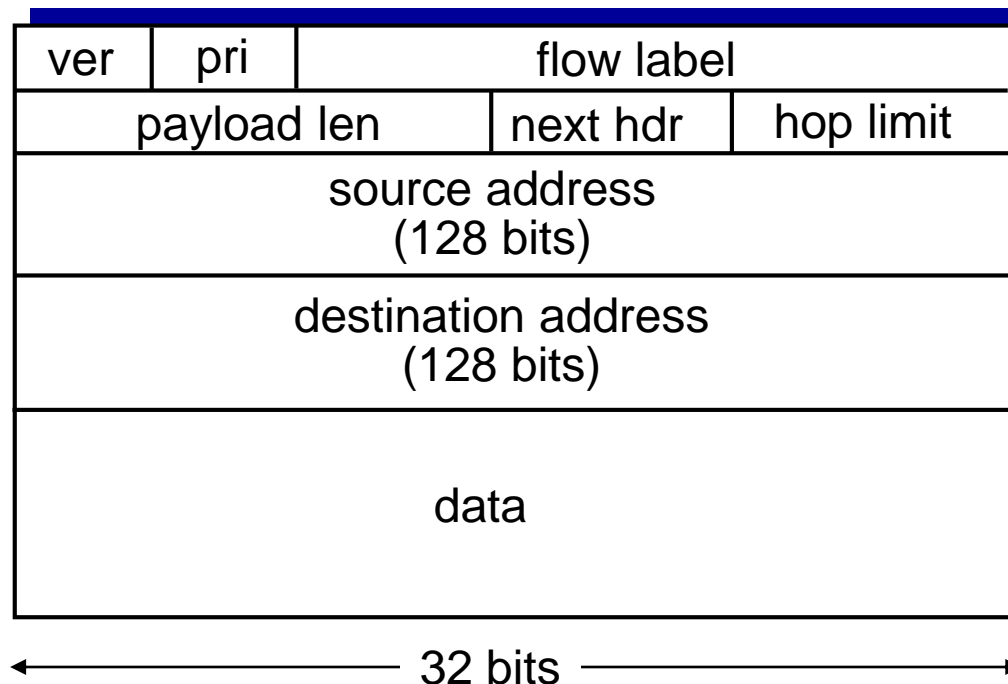 ver pri flow label
payload len next hdr hop limit
source address
(128 bits)
destination address
(128 bits)
data
32 bits